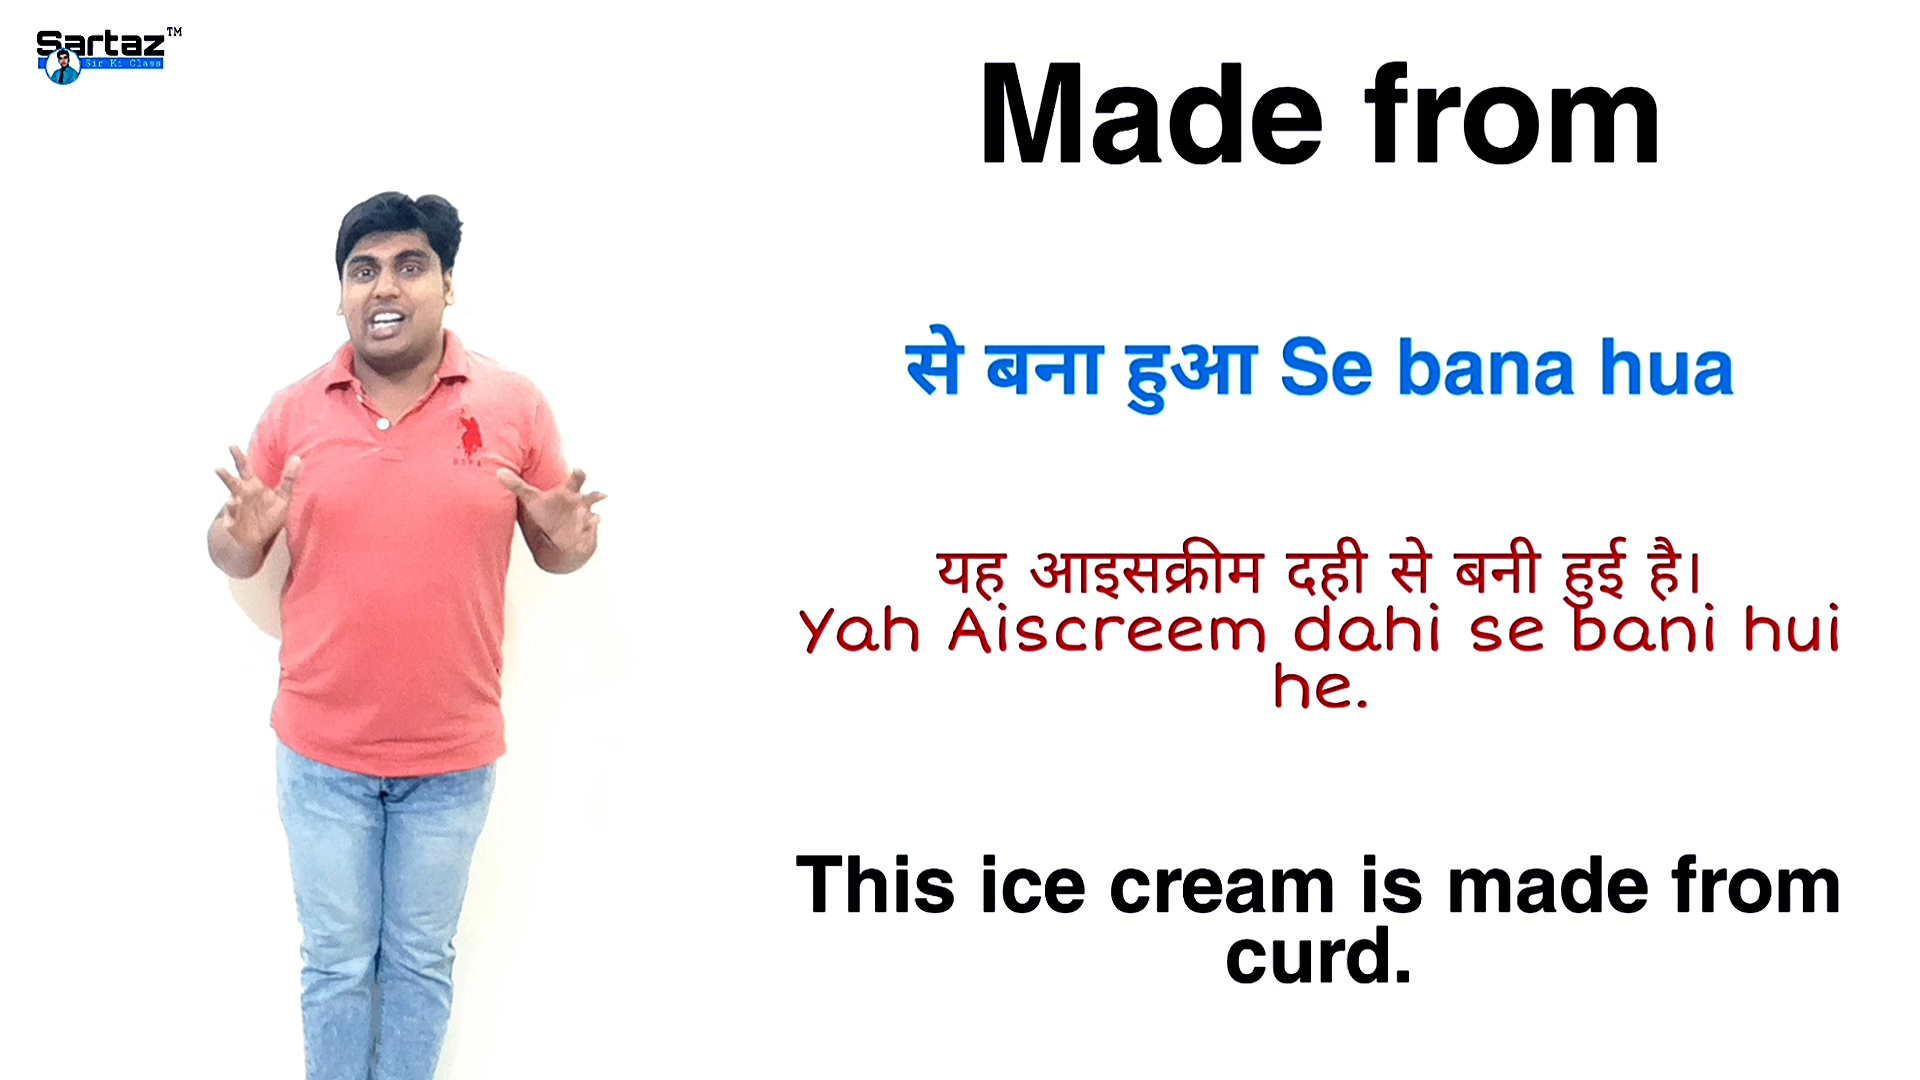 Sartaz™
Sir Ki Class
Made from
से बना हुआ Se bana hua
यह आइसक्रीम दही से बनी हुई है।
Yah Aiscreem dahi se bani hui
he.
This ice cream is made from
curd.